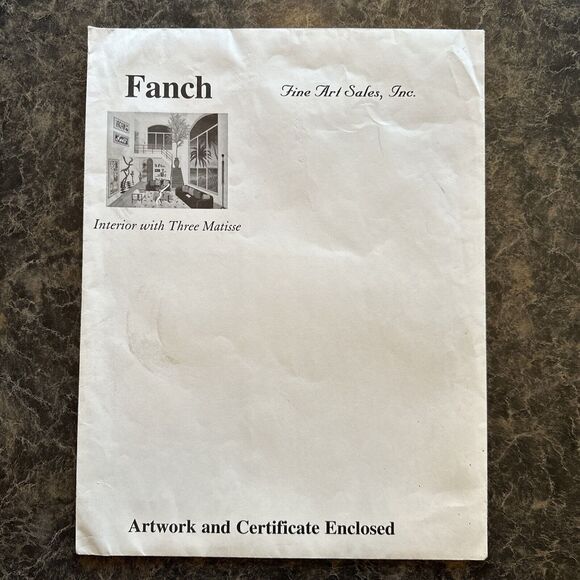 Fanch
Fine Art Sales, Inc.
Interior with Three Matisse
Artwork and Certificate Enclosed